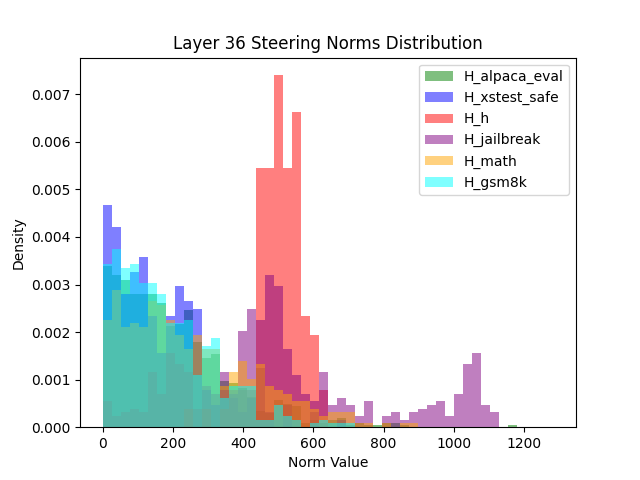 Layer 36 Steering Norms Distribution
H_alpaca_eval
H_xstest_safe
H_h
H_jailbreak
H_math
H_gsm8k
Density
0.007
0.006
0.005
0.004
0.003
0.002
0.001
0.000
0 200 400 600 800 1000 1200
Norm Value